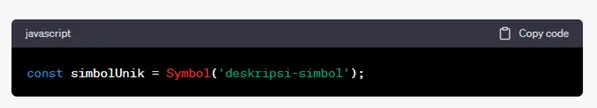 javascript
Copy code
const simbolUnik = Symbol('deskripsi-simbol');